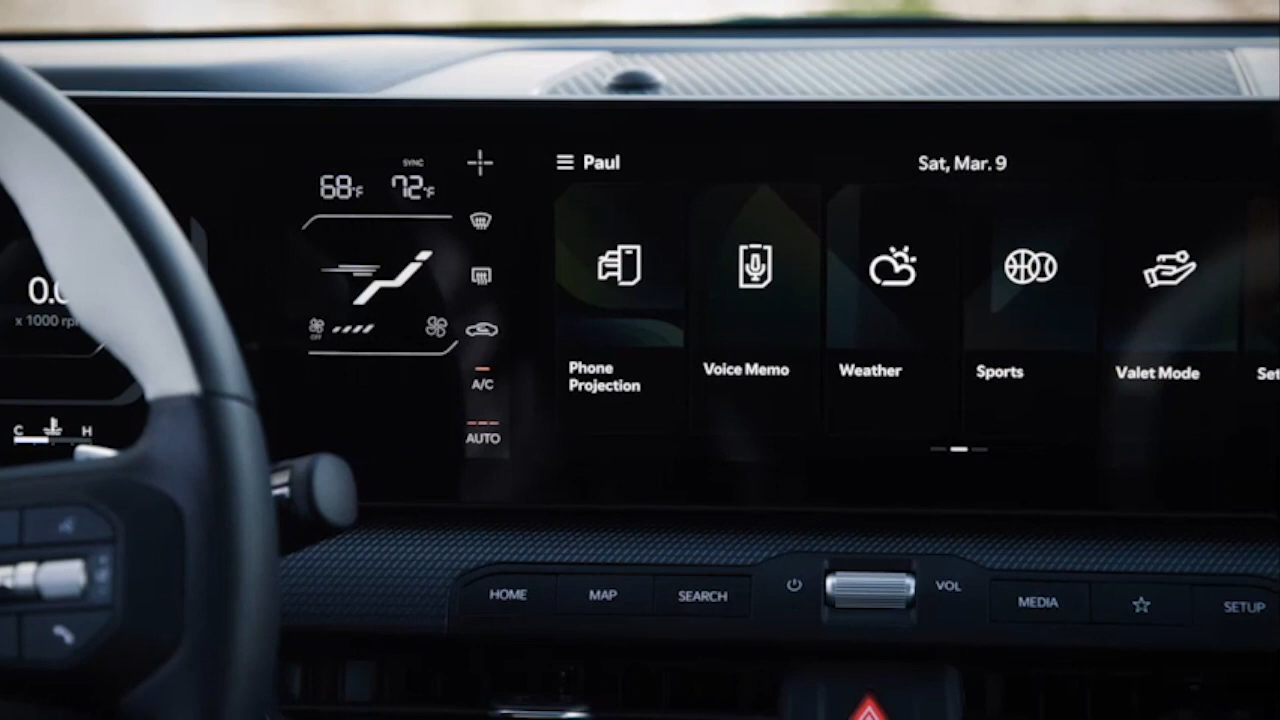 SYNC
68°F 72°F
Paul
Sat, Mar. 9
0.0
x 1000 rpm
OFF
A/C
AUTO
C H
Phone
Projection
Voice Memo
Weather
Sports
Valet Mode
HOME
MAP
SEARCH
VOL
MEDIA
SETUP